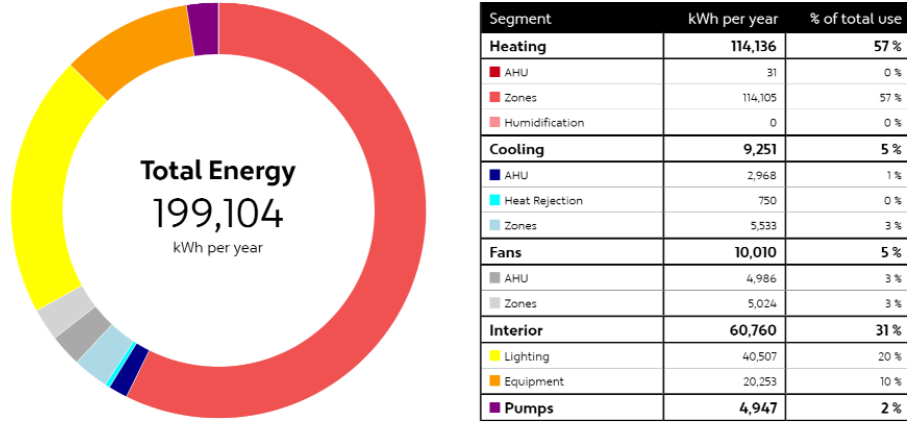 Total Energy
199,104
kWh per year
Segment kWh per year % of total use
Heating 114,136 57 %
AHU 31 0 %
Zones 114,105 57 %
Humidification 0 0 %
Cooling 9,251 5 %
AHU 2,968 1 %
Heat Rejection 750 0 %
Zones 5,533 3 %
Fans 10,010 5 %
AHU 4,986 3 %
Zones 5,024 3 %
Interior 60,760 31 %
Lighting 40,507 20 %
Equipment 20,253 10 %
Pumps 4,947 2 %